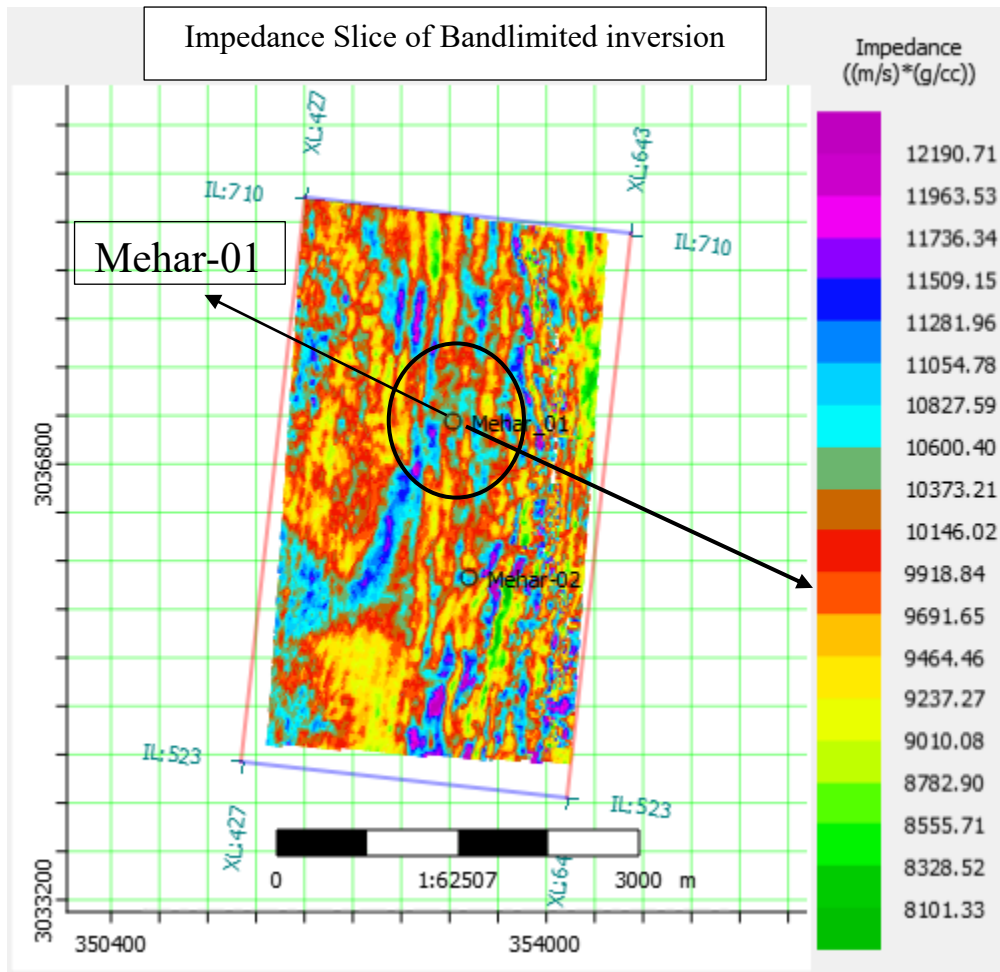 Impedance Slice of Bandlimited inversion
Impedance
((m/s)*(g/cc))
XL:427
XL:643
IL:710
IL:710
Mehar-01
Mehar_01
Mehar-02
3036800
3033200
IL:523
IL:523
XL:427
XL:64
0
1:62507
3000 m
350400
354000
12190.71
11963.53
11736.34
11509.15
11281.96
11054.78
10827.59
10600.40
10373.21
10146.02
9918.84
9691.65
9464.46
9237.27
9010.08
8782.90
8555.71
8328.52
8101.33